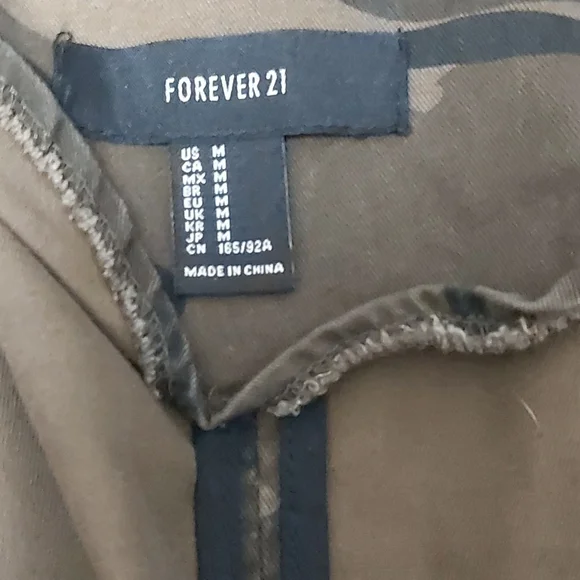 FOREVER 21
US M
CA M
MX M
BR M
EU M
UK M
KR M
JP M
CN 165/92A
MADE IN CHINA